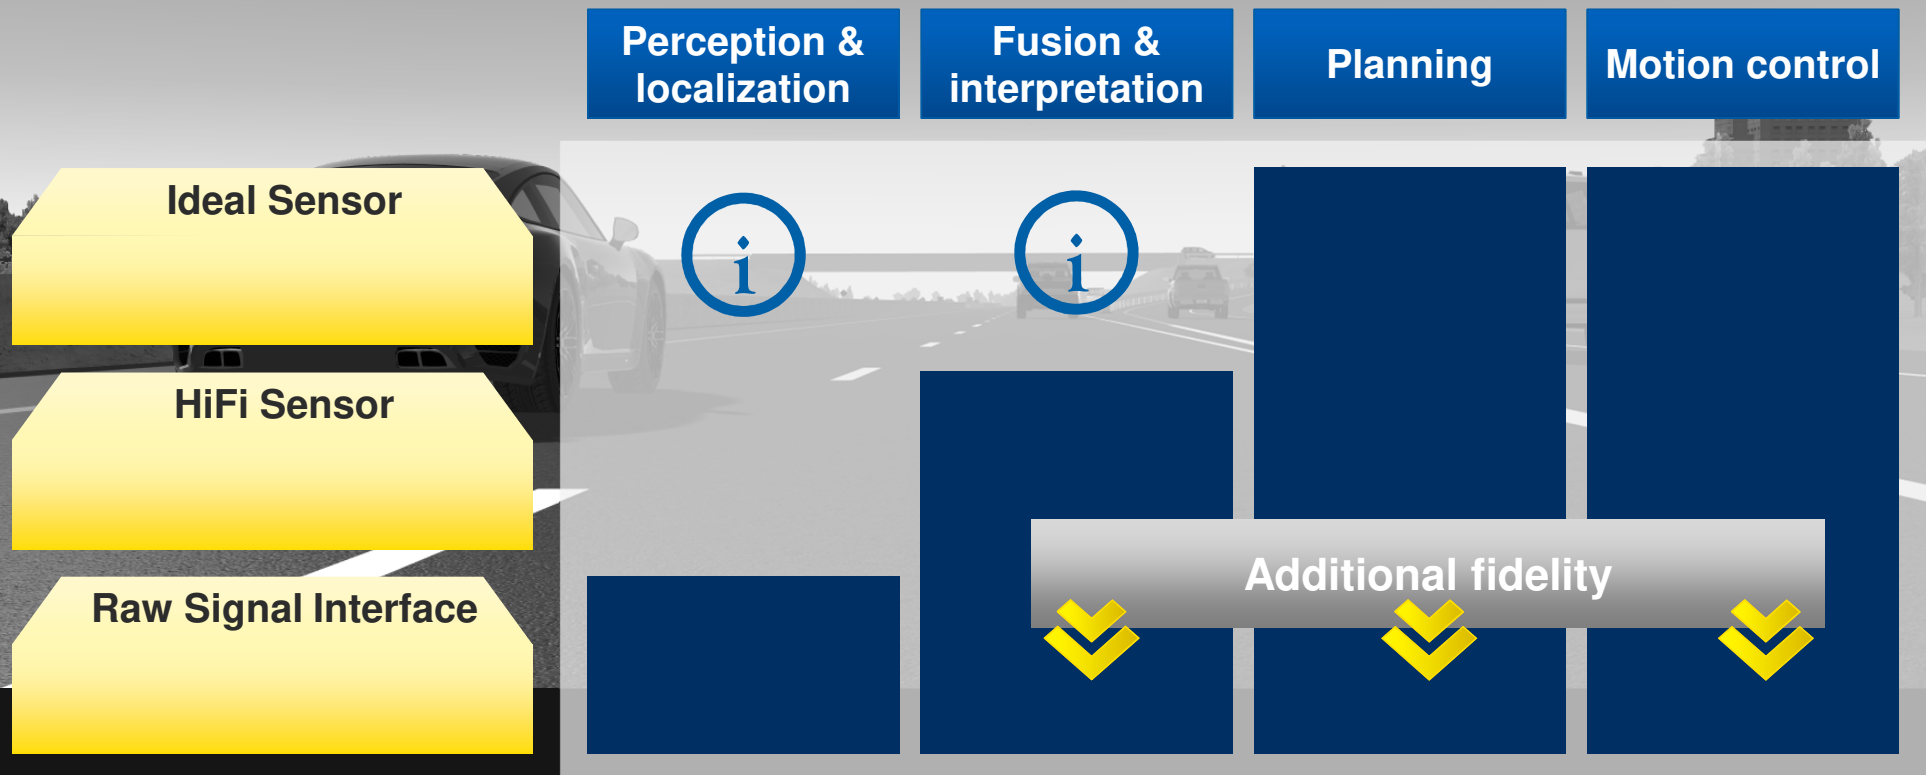 Perception &
localization
Fusion &
interpretation
Planning
Motion control
Ideal Sensor
i
i
HiFi Sensor
Additional fidelity
Raw Signal Interface